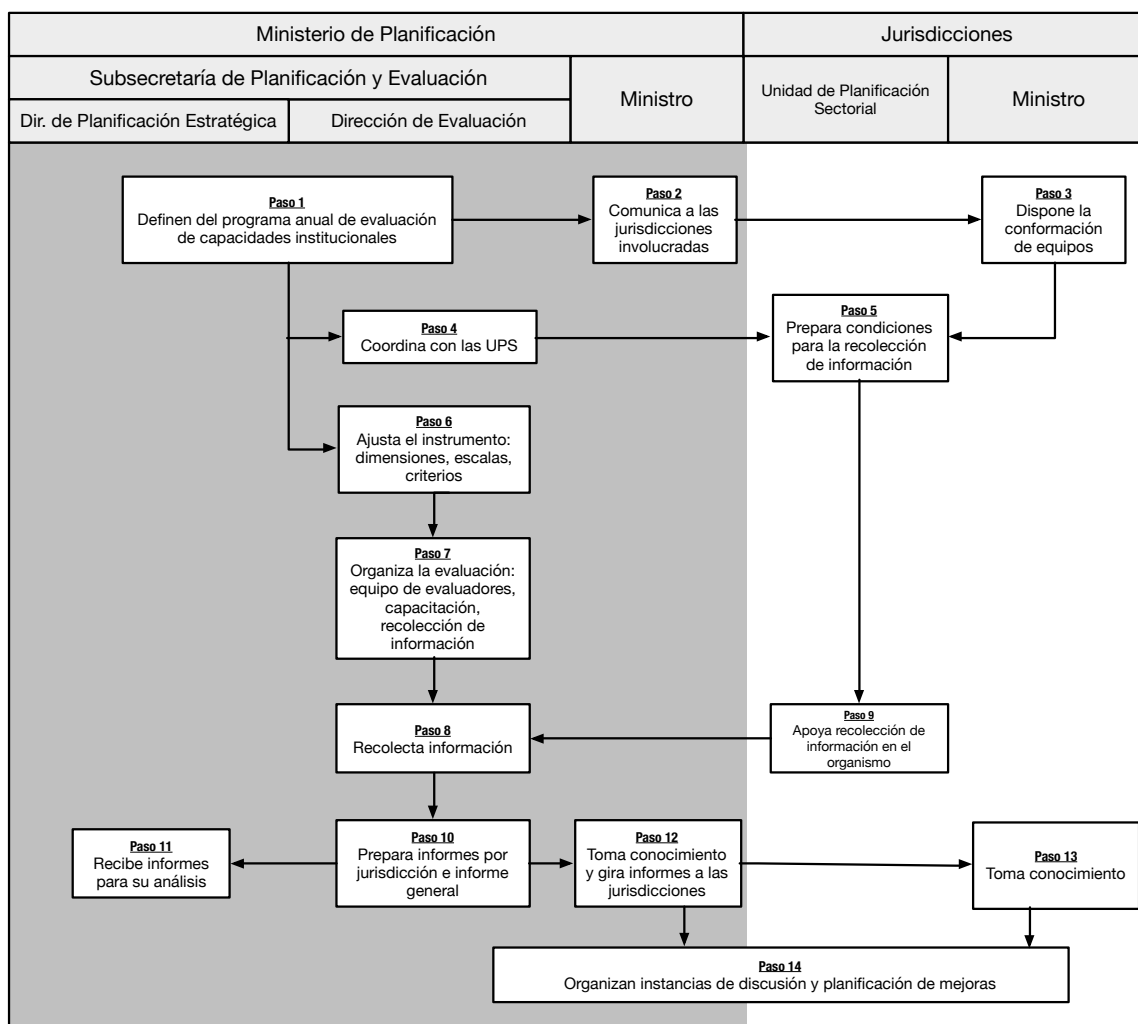 Ministerio de Planificación
Jurisdicciones
Subsecretaría de Planificación y Evaluación
Ministro
Unidad de Planificación
Sectorial
Ministro
Dir. de Planificación Estratégica
Dirección de Evaluación
Paso 1
Definen del programa anual de evaluación
de capacidades institucionales
Paso 2
Comunica a las
jurisdicciones
involucradas
Paso 3
Dispone la
conformación
de equipos
Paso 4
Coordina con las UPS
Paso 5
Prepara condiciones
para la recolección
de información
Paso 6
Ajusta el instrumento:
dimensiones, escalas,
criterios
Paso 7
Organiza la evaluación:
equipo de evaluadores,
capacitación,
recolección de
información
Paso 8
Recolecta información
Paso 9
Apoya recolección de
información en el
organismo
Paso 11
Recibe informes
para su análisis
Paso 10
Prepara informes por
jurisdicción e informe
general
Paso 12
Toma conocimiento
y gira informes a las
jurisdicciones
Paso 13
Toma conocimiento
Paso 14
Organizan instancias de discusión y planificación de mejoras